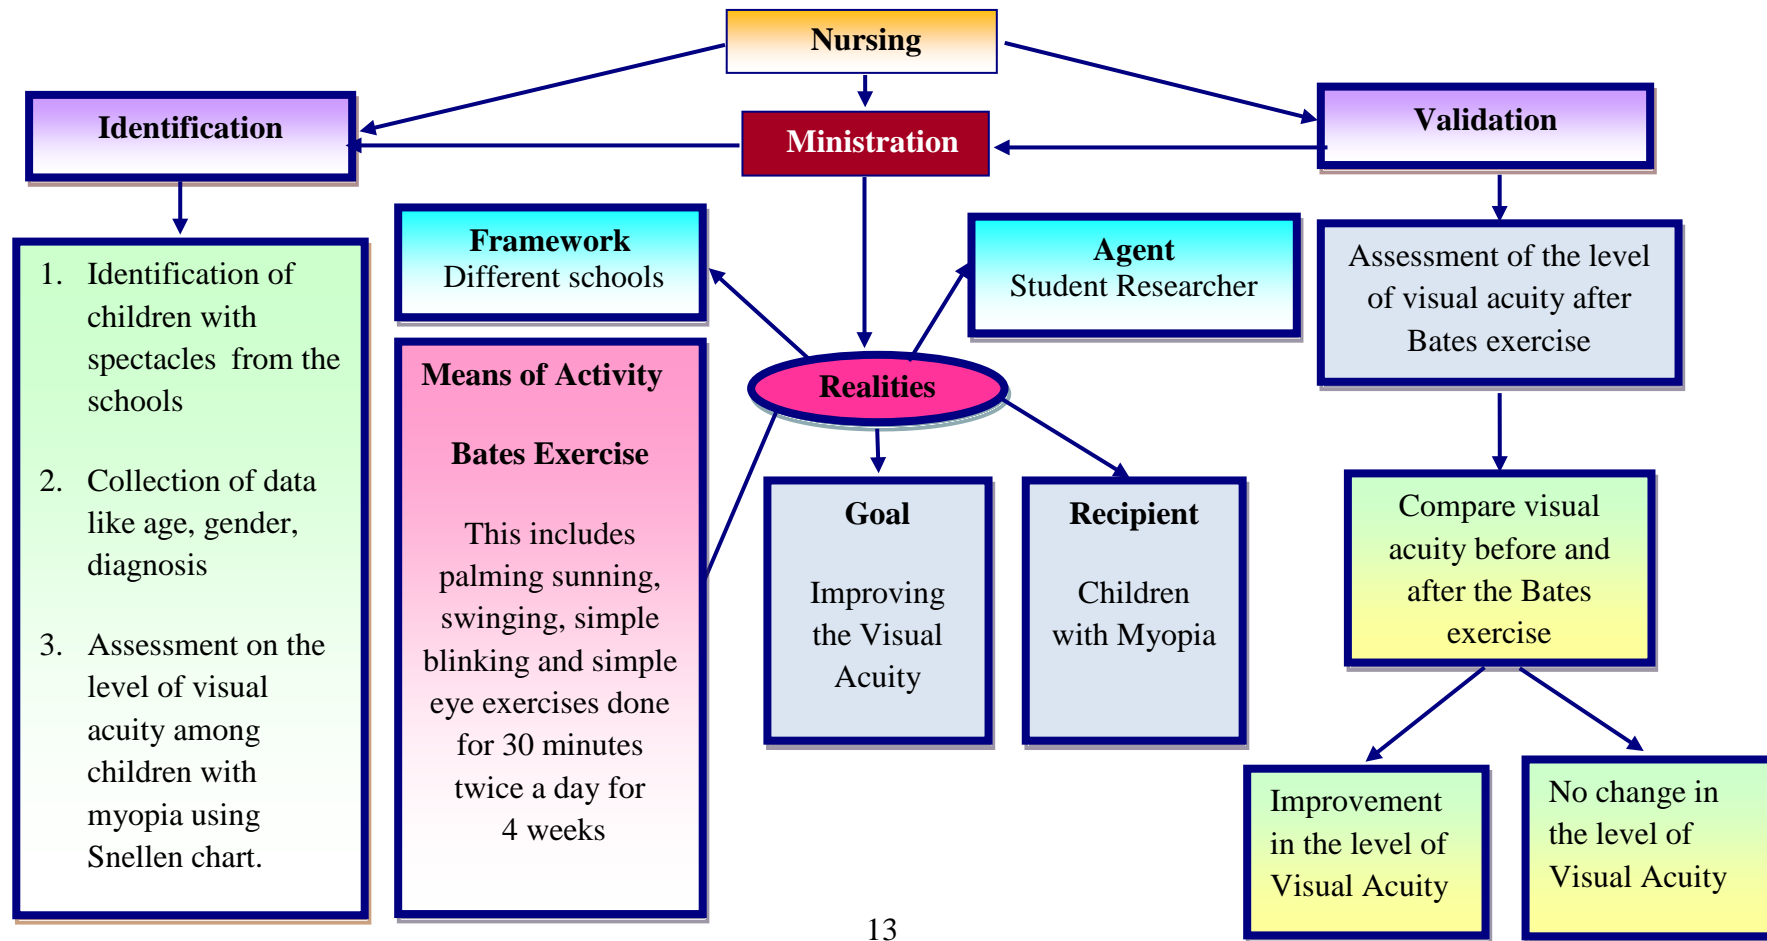 Nursing
Identification
Ministration
Validation
1. Identification of
children with
spectacles from the
schools
2. Collection of data
like age, gender,
diagnosis
3. Assessment on the
level of visual
acuity among
children with
myopia using
Snellen chart.
Framework
Different schools
Means of Activity
Bates Exercise
This includes
palming sunning,
swinging, simple
blinking and simple
eye exercises done
for 30 minutes
twice a day for
4 weeks
Agent
Student Researcher
Realities
Goal
Improving
the Visual
Acuity
Recipient
Children
with Myopia
Assessment of the level
of visual acuity after
Bates exercise
Compare visual
acuity before and
after the Bates
exercise
Improvement
in the level of
Visual Acuity
No change in
the level of
Visual Acuity
13